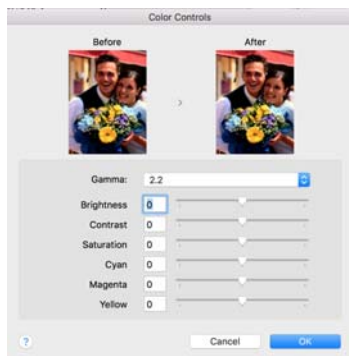 Color Controls
Before After
>
Gamma: 2.2
Brightness 0
Contrast 0
Saturation 0
Cyan 0
Magenta 0
Yellow 0
? Cancel OK